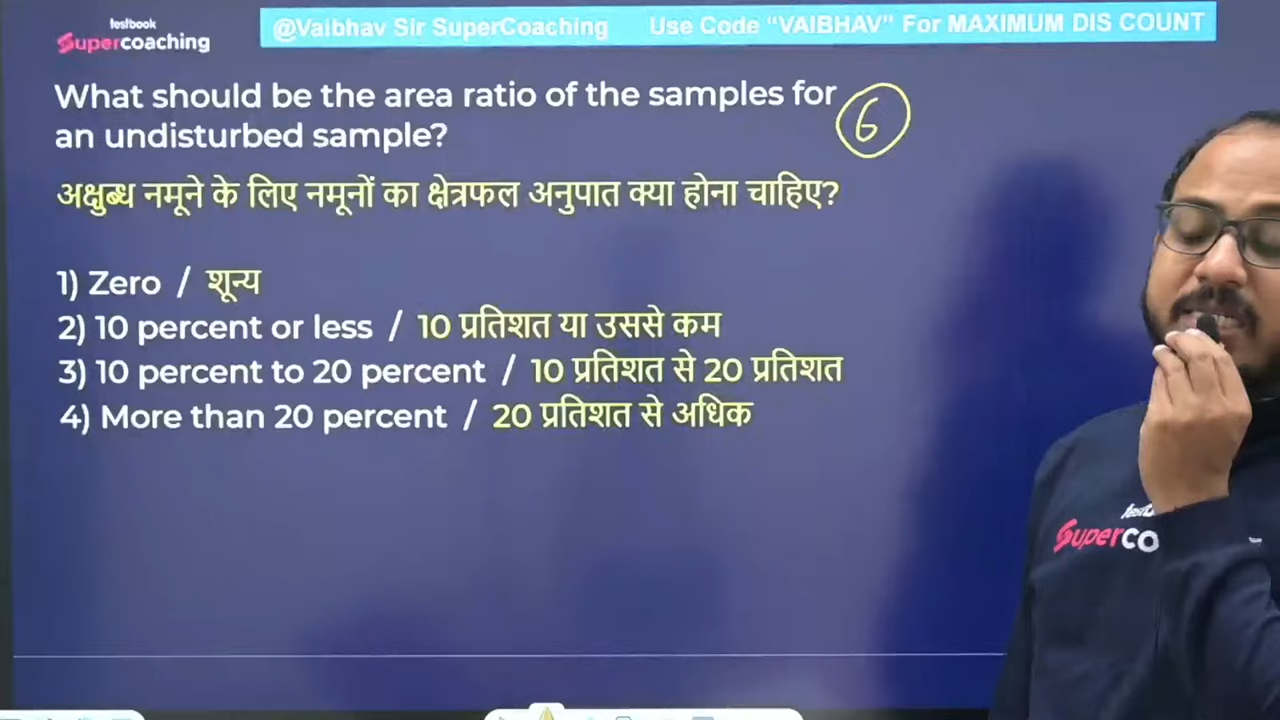 testbook
Supercoaching
@Vaibhav Sir SuperCoaching Use Code “VAIBHAV” For MAXIMUM DIS COUNT
What should be the area ratio of the samples for
an undisturbed sample?
6
अक्षुब्ध नमूने के लिए नमूनों का क्षेत्रफल अनुपात क्या होना चाहिए?
1) Zero / शून्य
2) 10 percent or less / 10 प्रतिशत या उससे कम
3) 10 percent to 20 percent / 10 प्रतिशत से 20 प्रतिशत
4) More than 20 percent / 20 प्रतिशत से अधिक
Superco